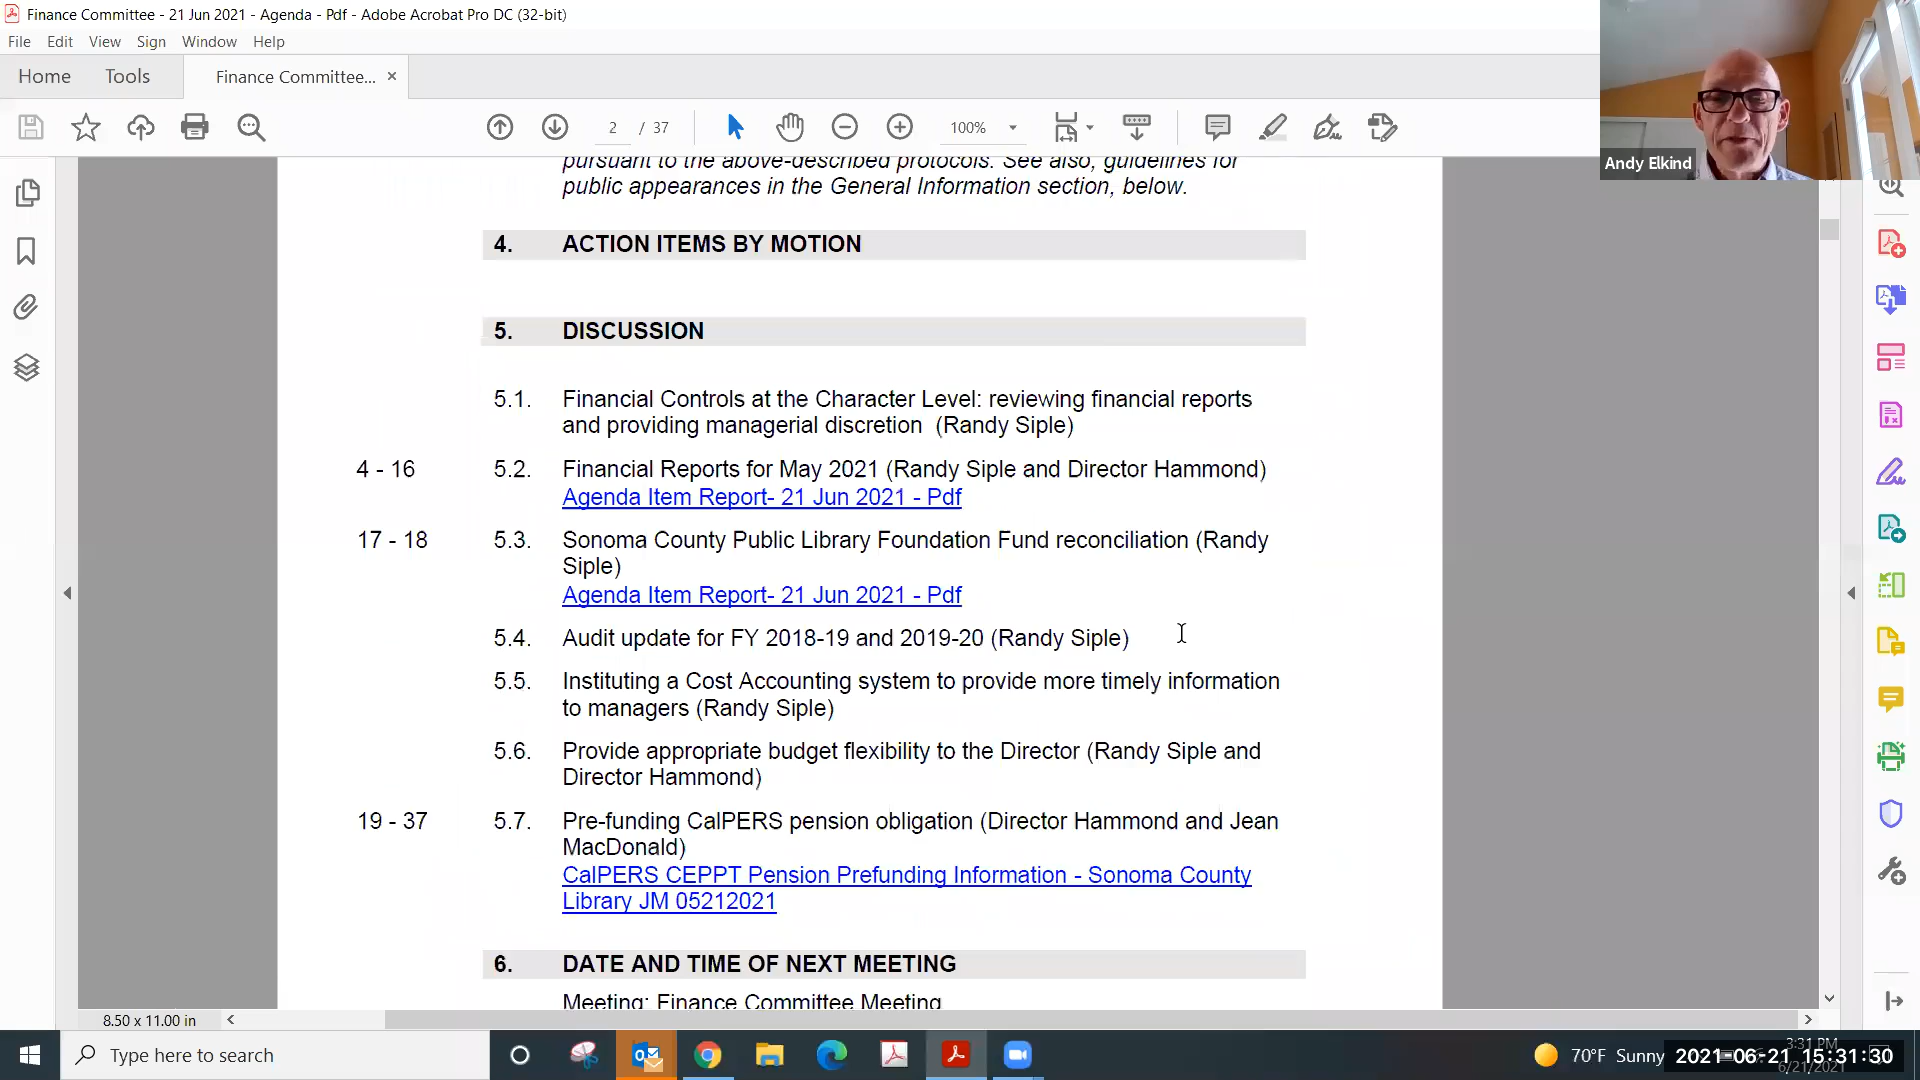 Finance Committee - 21 Jun 2021 - Agenda - Pdf - Adobe Acrobat Pro DC (32-bit)
File Edit View Sign Window Help
Home Tools Finance Committee... ×
2 / 37 100%
Andy Elkind
pursuant to the above-described protocols. See also, guidelines for
public appearances in the General Information section, below.
4. ACTION ITEMS BY MOTION
5. DISCUSSION
5.1. Financial Controls at the Character Level: reviewing financial reports
and providing managerial discretion (Randy Siple)
4 - 16 5.2. Financial Reports for May 2021 (Randy Siple and Director Hammond)
Agenda Item Report- 21 Jun 2021 - Pdf
17 - 18 5.3. Sonoma County Public Library Foundation Fund reconciliation (Randy
Siple)
Agenda Item Report- 21 Jun 2021 - Pdf
5.4. Audit update for FY 2018-19 and 2019-20 (Randy Siple)
5.5. Instituting a Cost Accounting system to provide more timely information
to managers (Randy Siple)
5.6. Provide appropriate budget flexibility to the Director (Randy Siple and
Director Hammond)
19 - 37 5.7. Pre-funding CalPERS pension obligation (Director Hammond and Jean
MacDonald)
CalPERS CEPPT Pension Prefunding Information - Sonoma County
Library JM 05212021
6. DATE AND TIME OF NEXT MEETING
Meeting: Finance Committee Meeting
8.50 x 11.00 in
Type here to search
70°F Sunny
3:31 PM
2021-06-21 15:31:30
6/21/2021